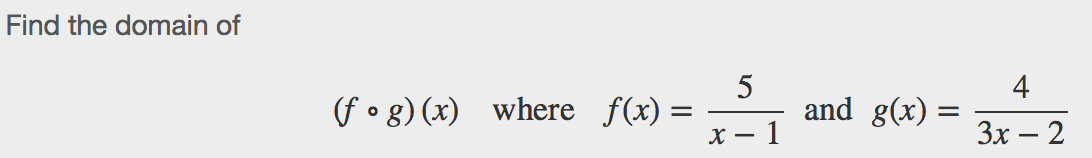 Find the domain of
(f ∘ g)(x) where f(x) = 5/(x − 1) and g(x) = 4/(3x − 2)